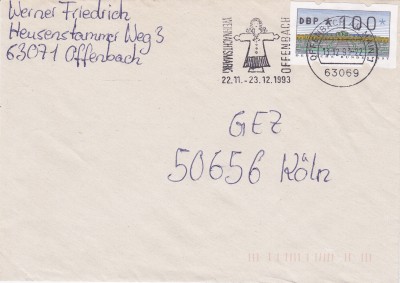 Werner Friedrich
Heusenstammer Weg 3
63071 Offenbach
WEIHNACHTSMARKT
OFFENBACH
22.11.-23.12.1993
DBP 100
63069
GEZ
50656 Köln